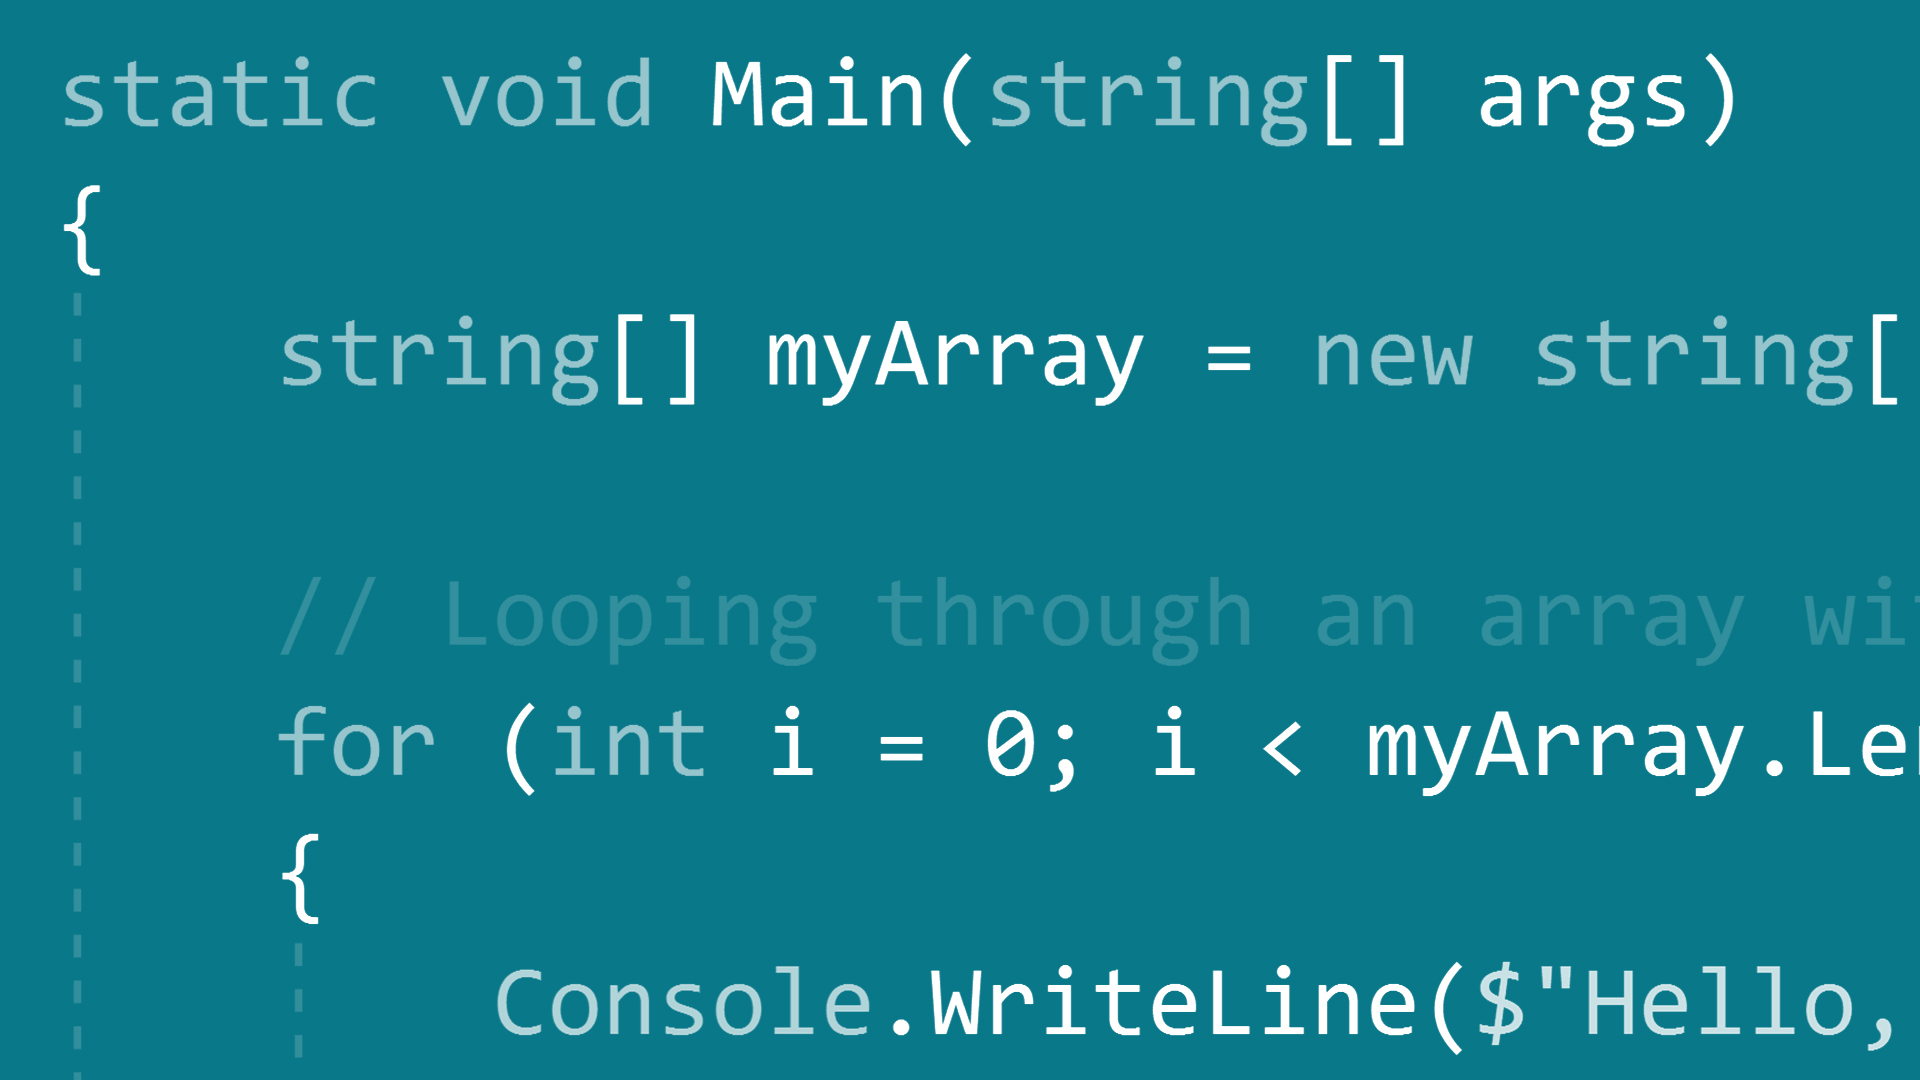 static void Main(string[] args)
{
string[] myArray = new string[
// Looping through an array
for (int i = 0; i < myArray.Le
{
Console.WriteLine($"Hello,